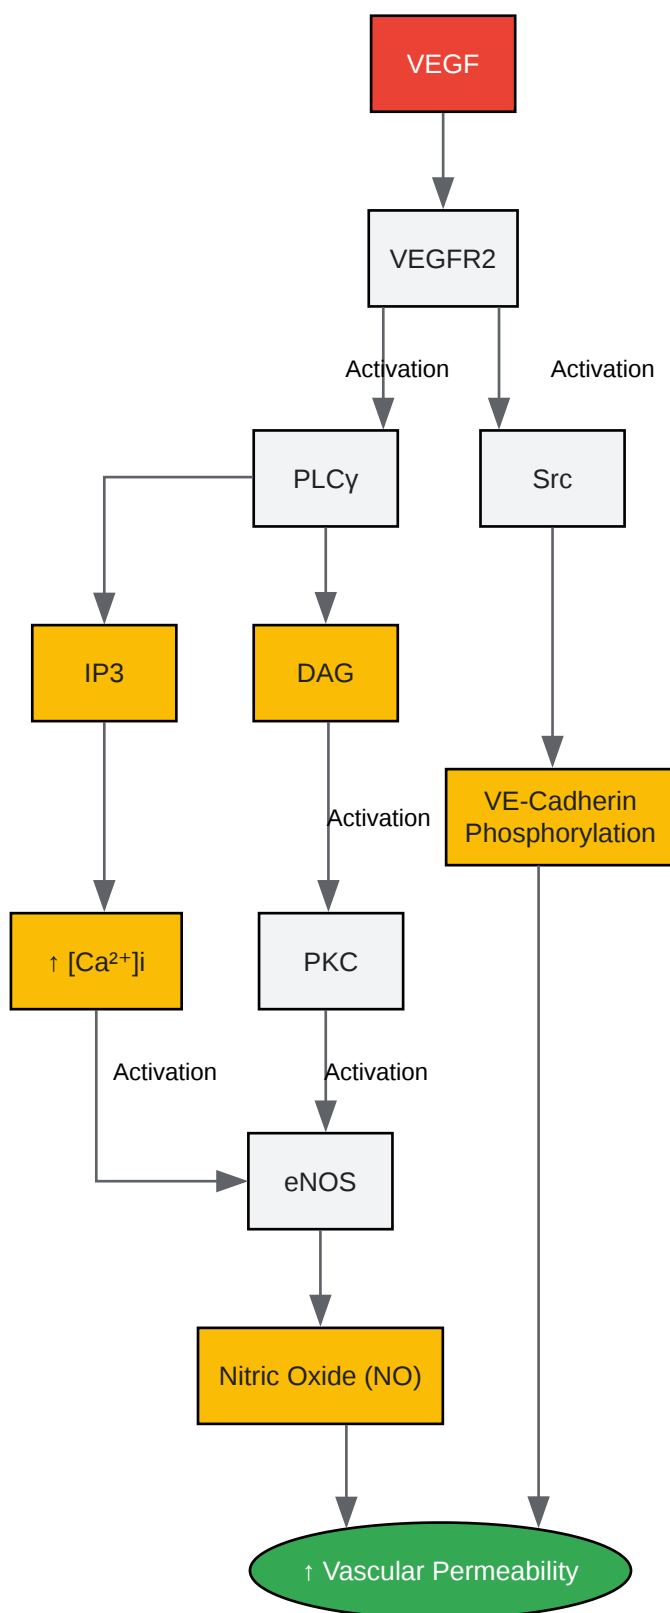 VEGF
VEGFR2
Activation
Activation
PLCγ
Src
IP3
DAG
Activation
VE-Cadherin
Phosphorylation
↑ [Ca²⁺]i
PKC
Activation
Activation
eNOS
Nitric Oxide (NO)
↑ Vascular Permeability